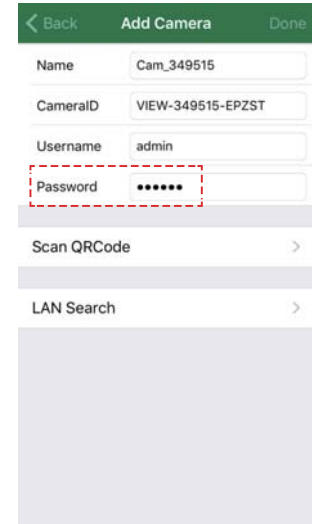 Back Add Camera Done
Name Cam_349515
CameraID VIEW-349515-EPZST
Username admin
Password ••••••
Scan QRCode
LAN Search